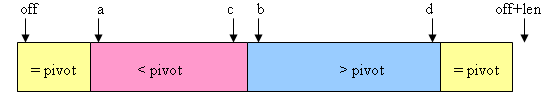 off a c b d off+len
= pivot < pivot > pivot = pivot